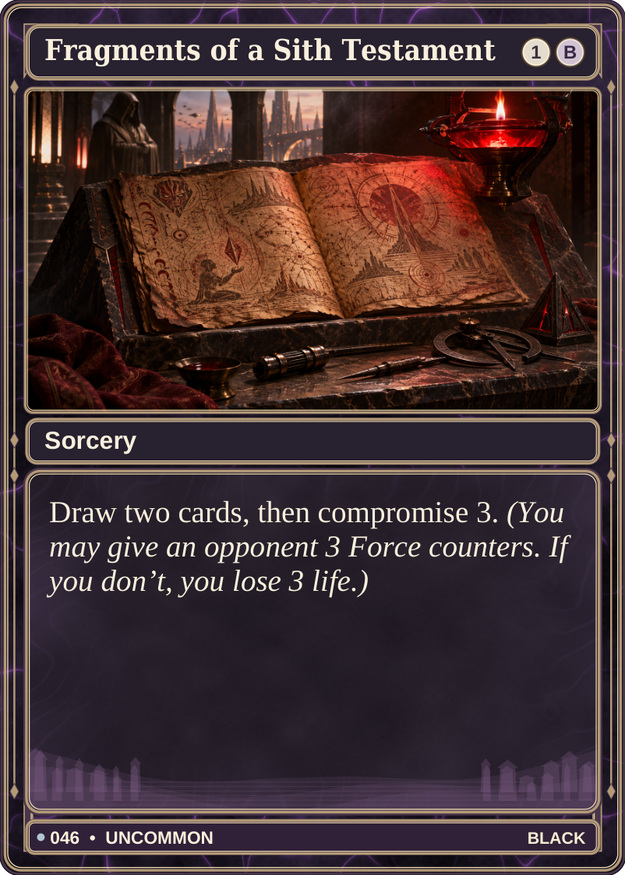 Fragments of a Sith Testament 1 B
Sorcery
Draw two cards, then compromise 3. (You
may give an opponent 3 Force counters. If
you don’t, you lose 3 life.)
046 • UNCOMMON BLACK